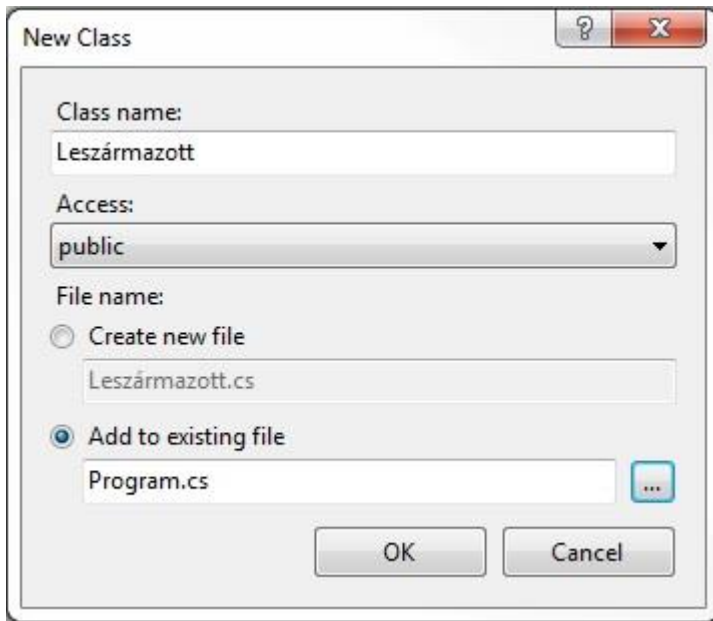 New Class
Class name:
Leszármazott
Access:
public
File name:
Create new file
Leszármazott.cs
Add to existing file
Program.cs
...
OK Cancel